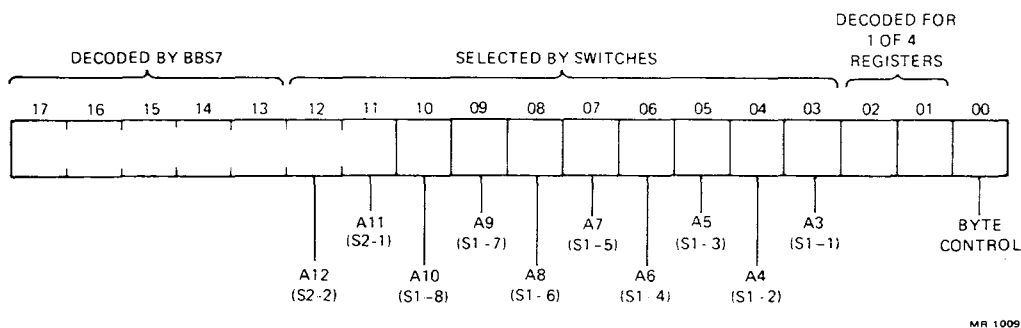 DECODED FOR
1 OF 4
REGISTERS
DECODED BY BBS7
SELECTED BY SWITCHES
17 16 15 14 13 12 11 10 09 08 07 06 05 04 03 02 01 00
A11 A9 A7 A5 A3 BYTE
(S2-1) (S1-7) (S1-5) (S1-3) (S1-1) CONTROL
A12 A10 A8 A6 A4
(S2-2) (S1-8) (S1-6) (S1-4) (S1-2)
MR 1009